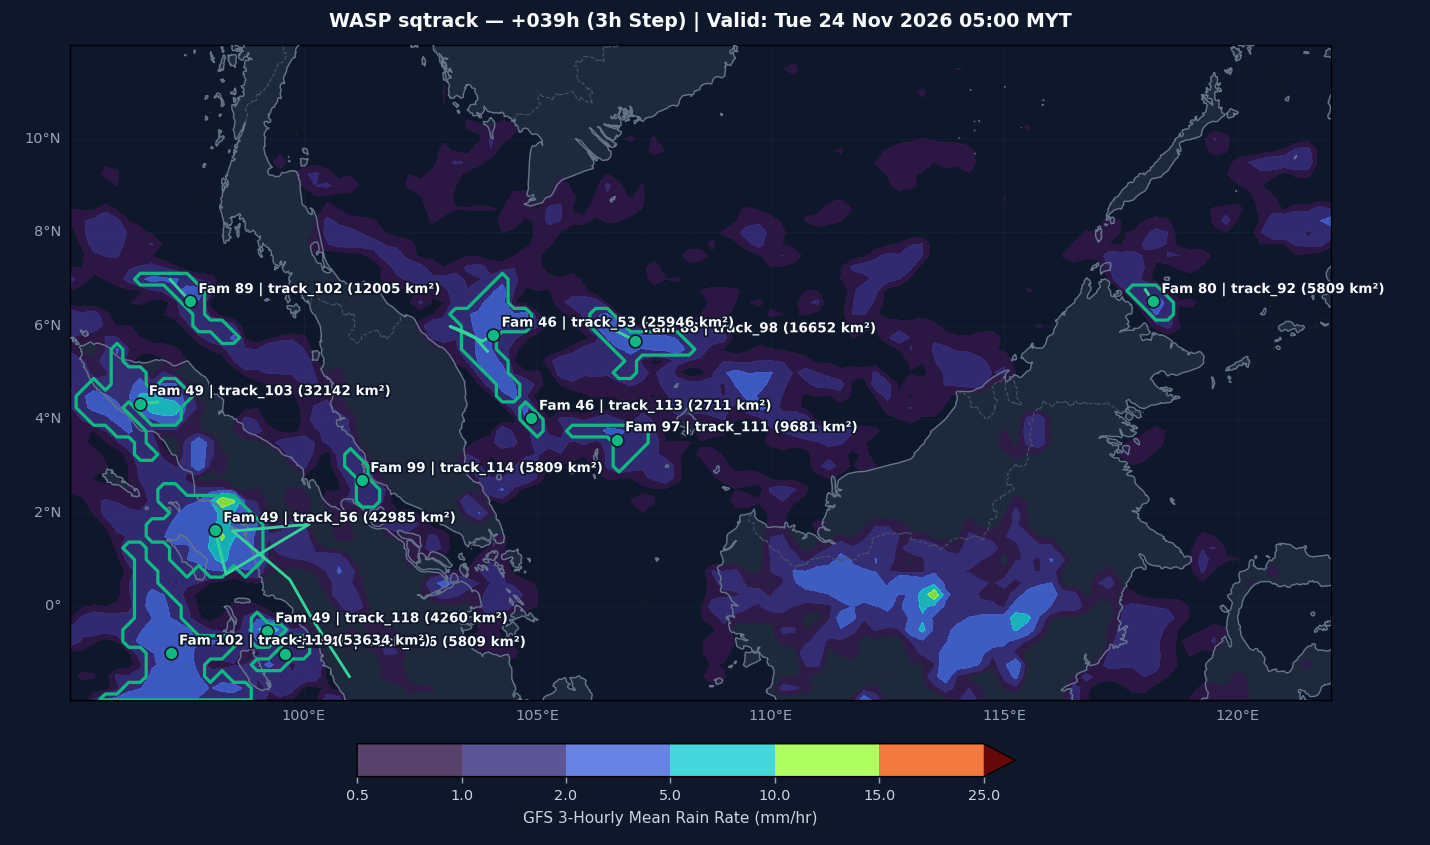 WASP sqtrack — +039h (3h Step) | Valid: Tue 24 Nov 2026 05:00 MYT
10°N
8°N
6°N
4°N
2°N
0°
Fam 89 | track_102 (12005 km²)
Fam 80 | track_92 (5809 km²)
Fam 46 | track_53 (25946 km²)
track_98 (16652 km²)
Fam 49 | track_103 (32142 km²)
Fam 46 | track_113 (2711 km²)
Fam 97 | track_111 (9681 km²)
Fam 99 | track_114 (5809 km²)
Fam 49 | track_56 (42985 km²)
Fam 49 | track_118 (4260 km²)
Fam 102 | track_119 (53634 km²)
(5809 km²)
100°E
105°E
110°E
115°E
120°E
0.5
1.0
2.0
5.0
10.0
15.0
25.0
GFS 3-Hourly Mean Rain Rate (mm/hr)